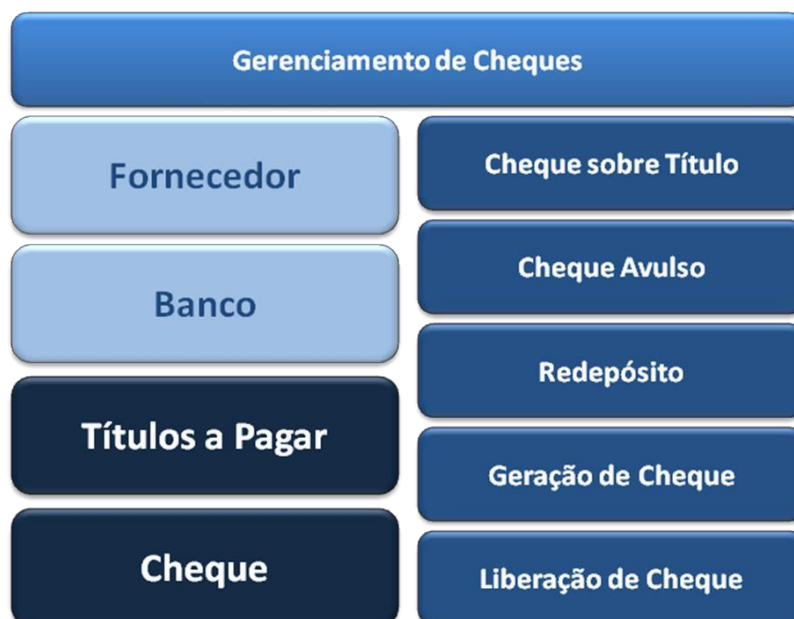 Gerenciamento de Cheques
Fornecedor
Banco
Títulos a Pagar
Cheque
Cheque sobre Título
Cheque Avulso
Redepósito
Geração de Cheque
Liberação de Cheque